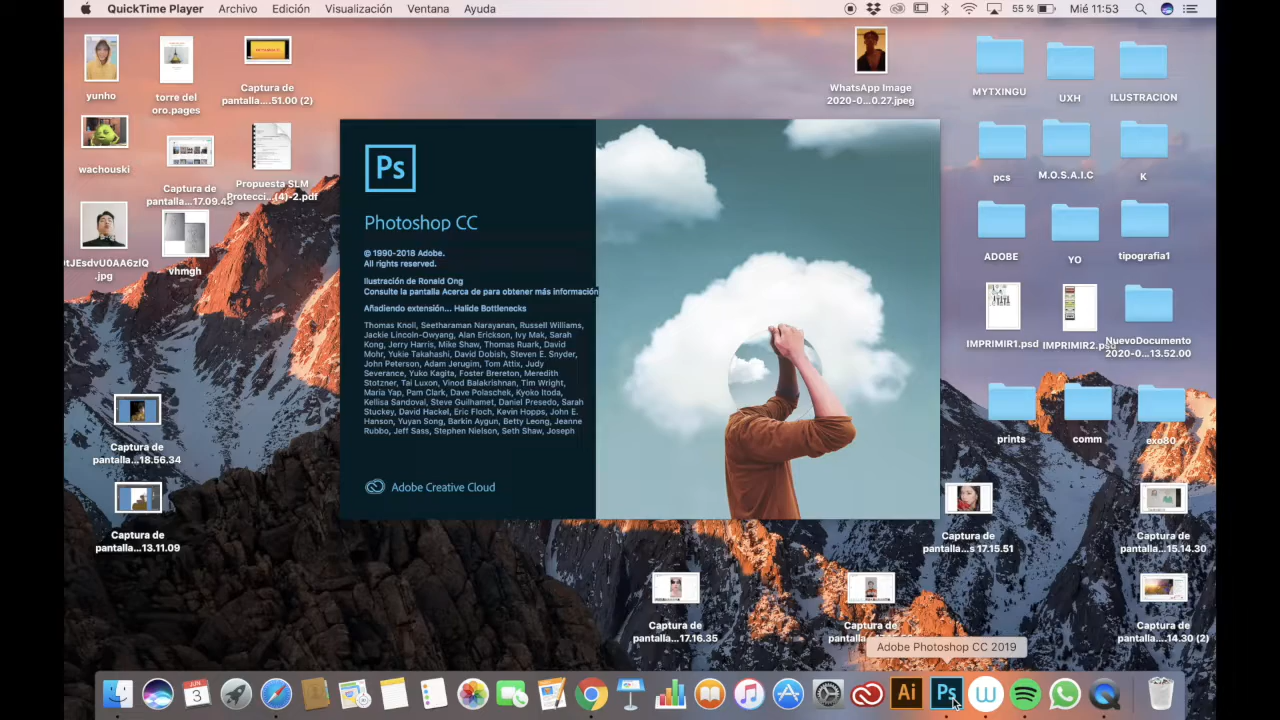 QuickTime Player Archivo Edición Visualización Ventana Ayuda 55 % Mié 11:53
yunho
torre del
oro.pages
Captura de
pantalla....51.00 (2)
WhatsApp Image
2020-0...0.27.jpeg
MYTXINGU
UXH
ILUSTRACION
wachouski
Captura de
pantalla...17.09.48
Propuesta SLM
Protecci...(4)-2.pdf
pcs
M.O.S.A.I.C
K
tJEsdvU0AA6zlQ
.jpg
vhmgh
ADOBE
YO
tipografia1
IMPRIMIR1.psd
IMPRIMIR2.psd
NuevoDocumento
2020-0...13.52.00
Captura de
pantalla...18.56.34
prints
comm
exo80
Captura de
pantalla...13.11.09
Captura de
pantalla...s 17.15.51
Captura de
pantalla...15.14.30
Captura de
pantalla...17.16.35
Captura de
Captura de
pantalla...14.30 (2)
Ps
Photoshop CC
© 1990-2018 Adobe.
All rights reserved.
Ilustración de Ronald Ong
Consulte la pantalla Acerca de para obtener más información
Añadiendo extensión... Halide Bottlenecks
Thomas Knoll, Seetharaman Narayanan, Russell Williams,
Jackie Lincoln-Owyang, Alan Erickson, Ivy Mak, Sarah
Kong, Jerry Harris, Mike Shaw, Thomas Ruark, David
Mohr, Yukie Takahashi, David Dobish, Steven E. Snyder,
John Peterson, Adam Jerugim, Tom Attix, Judy
Severance, Yuko Kagita, Foster Brereton, Meredith
Stotzner, Tai Luxon, Vinod Balakrishnan, Tim Wright,
Maria Yap, Pam Clark, Dave Polaschek, Kyoko Itoda,
Kellisa Sandoval, Steve Guilhamet, Daniel Presedo, Sarah
Stuckey, David Hackel, Eric Floch, Kevin Hopps, John E.
Hanson, Yuyan Song, Barkin Aygun, Betty Leong, Jeanne
Rubbo, Jeff Sass, Stephen Nielson, Seth Shaw, Joseph
Adobe Creative Cloud
Adobe Photoshop CC 2019
JUN
3
Ai
Ps